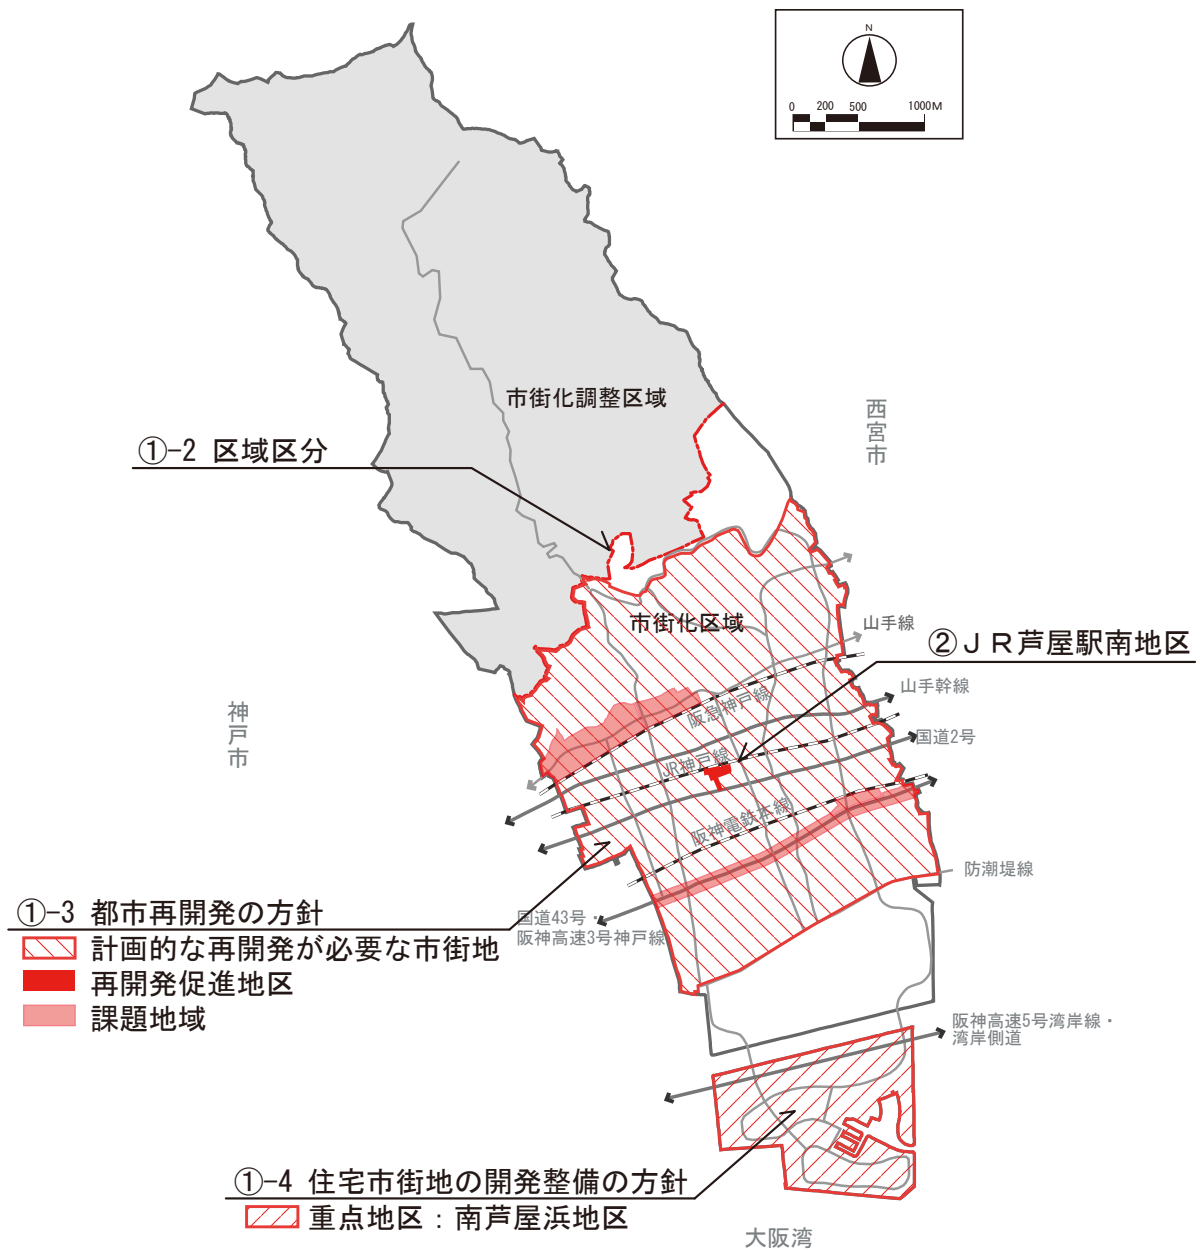 N
0 200 500 1000M
市街化調整区域
西宮市
①-2 区域区分
市街化区域
山手線
②ＪＲ芦屋駅南地区
山手幹線
神戸市
阪急神戸線
国道2号
JR神戸線
阪神電鉄本線
防潮堤線
①-3 都市再開発の方針
国道43号・
阪神高速3号神戸線
計画的な再開発が必要な市街地
再開発促進地区
課題地域
阪神高速5号湾岸線・
湾岸側道
①-4 住宅市街地の開発整備の方針
重点地区：南芦屋浜地区
大阪湾